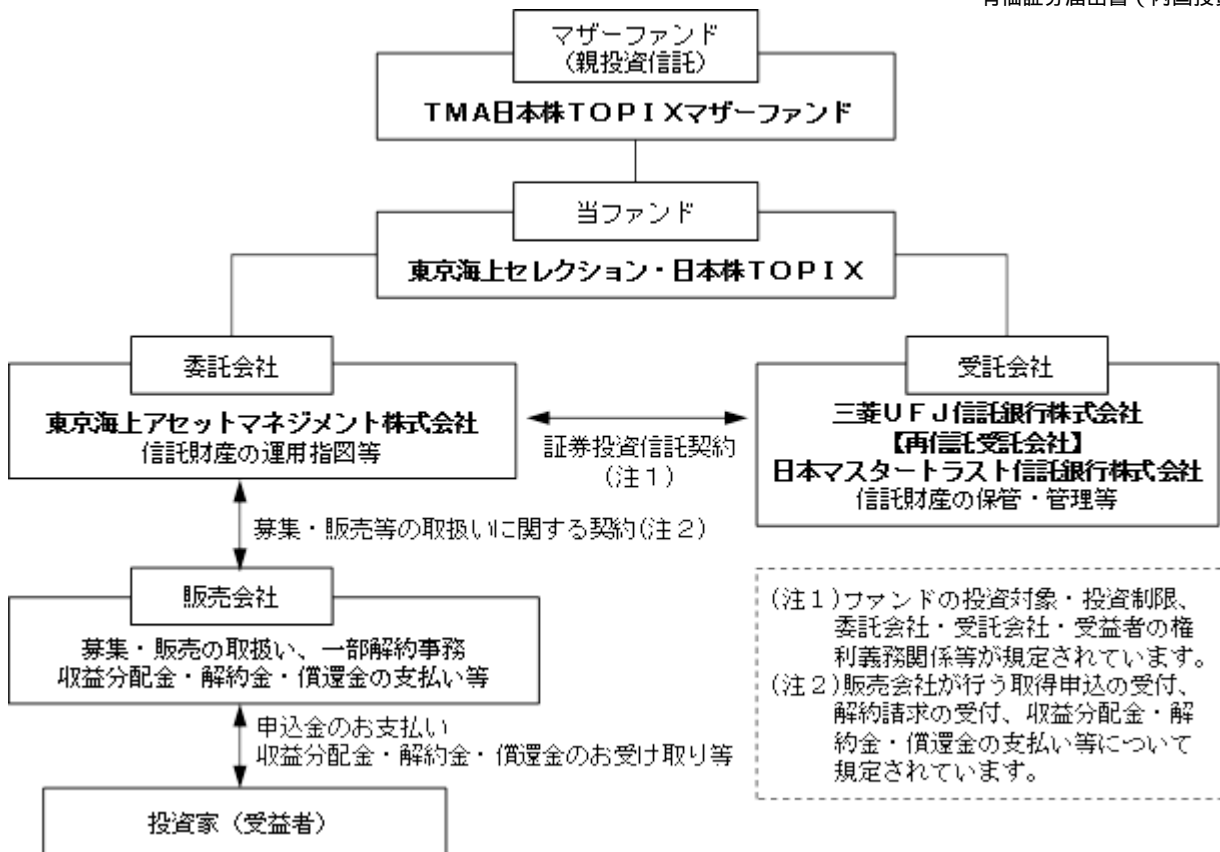 マザーファンド
（親投資信託）
ＴＭＡ日本株ＴＯＰＩＸマザーファンド
当ファンド
東京海上セレクション・日本株ＴＯＰＩＸ
委託会社
東京海上アセットマネジメント株式会社
信託財産の運用指図等
証券投資信託契約
(注１)
受託会社
三菱ＵＦＪ信託銀行株式会社
【再信託受託会社】
日本マスタートラスト信託銀行株式会社
信託財産の保管・管理等
募集・販売等の取扱いに関する契約(注２)
販売会社
募集・販売の取扱い、一部解約事務
収益分配金・解約金・償還金の支払い等
申込金のお支払い
収益分配金・解約金・償還金のお受け取り等
投資家（受益者）
(注１)ファンドの投資対象・投資制限、
委託会社・受託会社・受益者の権
利義務関係等が規定されています。
(注２)販売会社が行う取得申込の受付、
解約請求の受付、収益分配金・解
約金・償還金の支払い等について
規定されています。